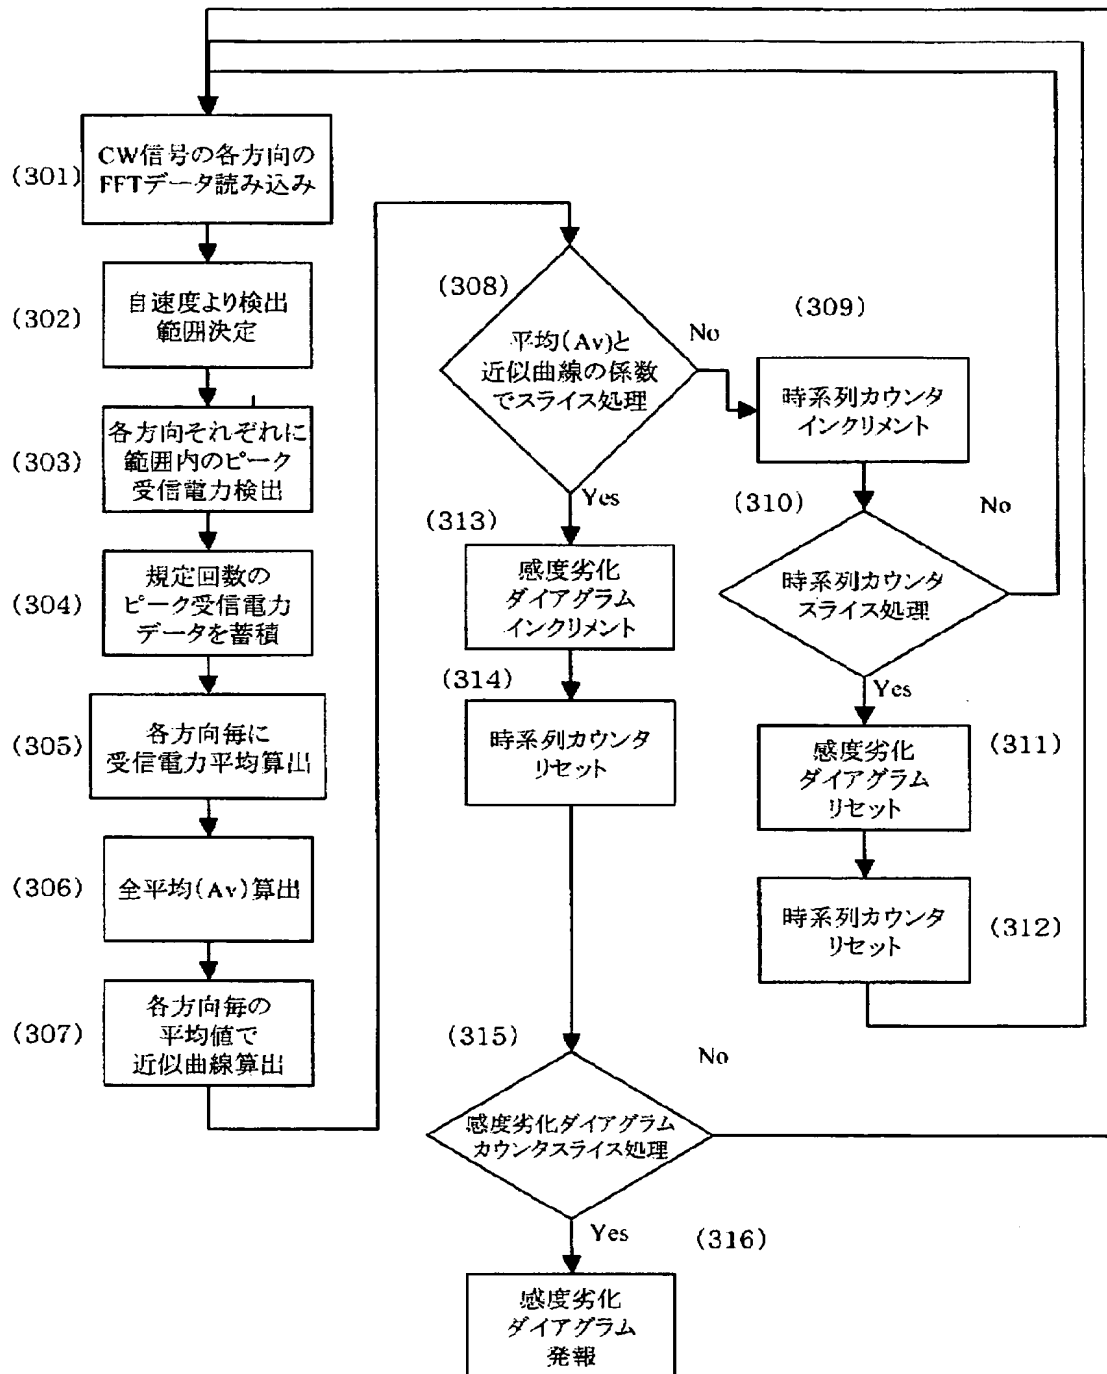 (301)
CW信号の各方向の
FFTデータ読み込み
(302)
自速度より検出
範囲決定
(303)
各方向それぞれに
範囲内のピーク
受信電力検出
(304)
規定回数の
ピーク受信電力
データを蓄積
(305)
各方向毎に
受信電力平均算出
(306)
全平均(Av)算出
(307)
各方向毎の
平均値で
近似曲線算出
(308)
平均(Av)と
近似曲線の係数
でスライス処理
No
Yes
(309)
時系列カウンタ
インクリメント
(310)
時系列カウンタ
スライス処理
No
Yes
(311)
感度劣化
ダイアグラム
リセット
(312)
時系列カウンタ
リセット
(313)
感度劣化
ダイアグラム
インクリメント
(314)
時系列カウンタ
リセット
(315)
感度劣化ダイアグラム
カウンタスライス処理
No
Yes
(316)
感度劣化
ダイアグラム
発報